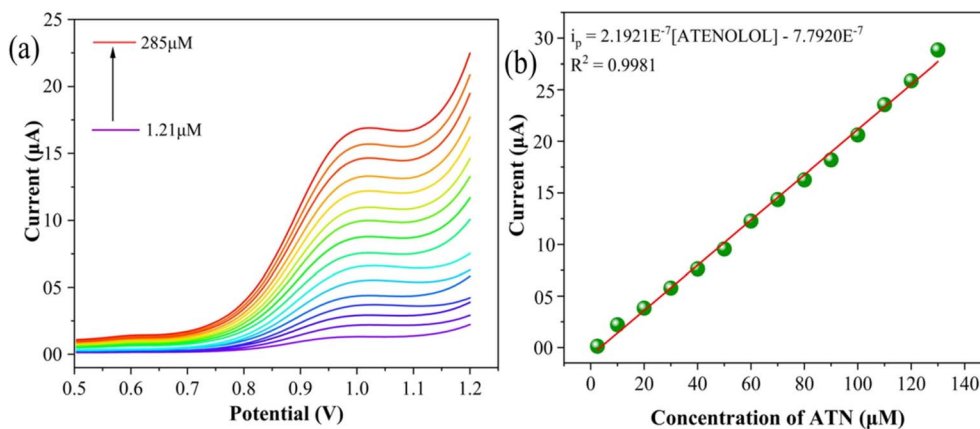 (a)
285μM
1.21μM
Current (μA)
25
20
15
10
05
00
0.5 0.6 0.7 0.8 0.9 1.0 1.1 1.2
Potential (V)
(b)
i_p = 2.1921E^-7[ATENOLOL] - 7.7920E^-7
R^2 = 0.9981
Current (μA)
30
25
20
15
10
05
00
0 20 40 60 80 100 120 140
Concentration of ATN (μM)